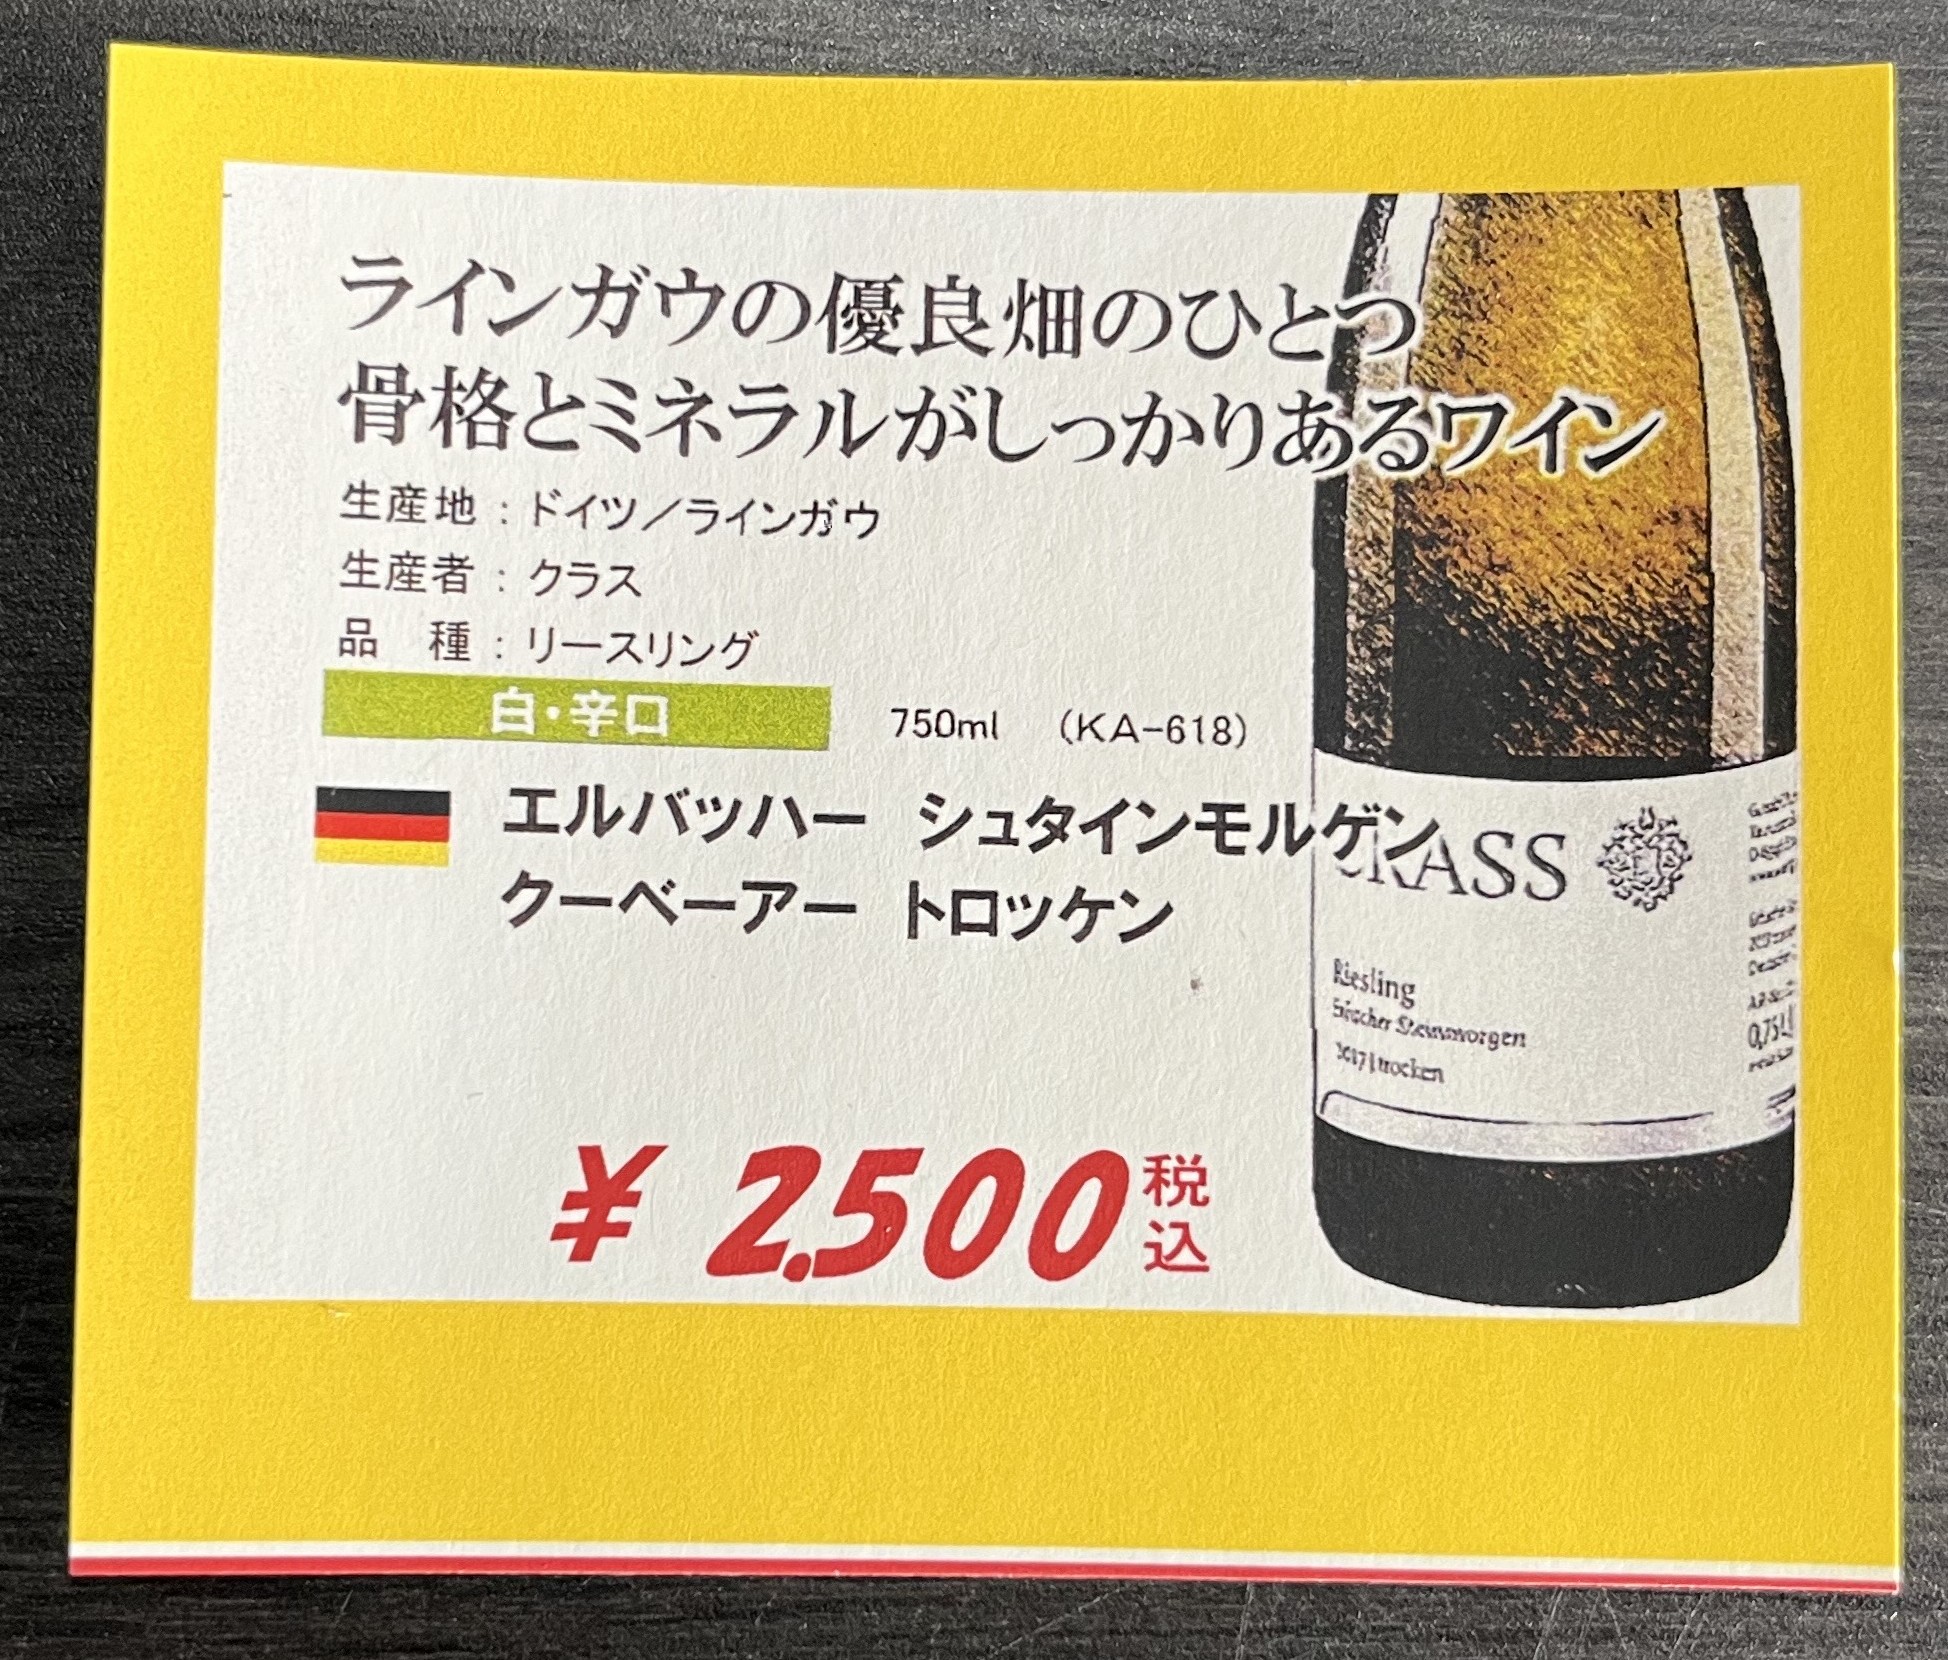 ラインガウの優良畑のひとつ
骨格とミネラルがしっかりあるワイン
生産地：ドイツ／ラインガウ
生産者：クラス
品　種：リースリング
白・辛口
750ml （KA-618）
エルバッハー シュタインモルゲン
クーベーアー トロッケン
¥ 2.500 税込
Riesling
Steinmorgen
2017 | trocken
0,75L